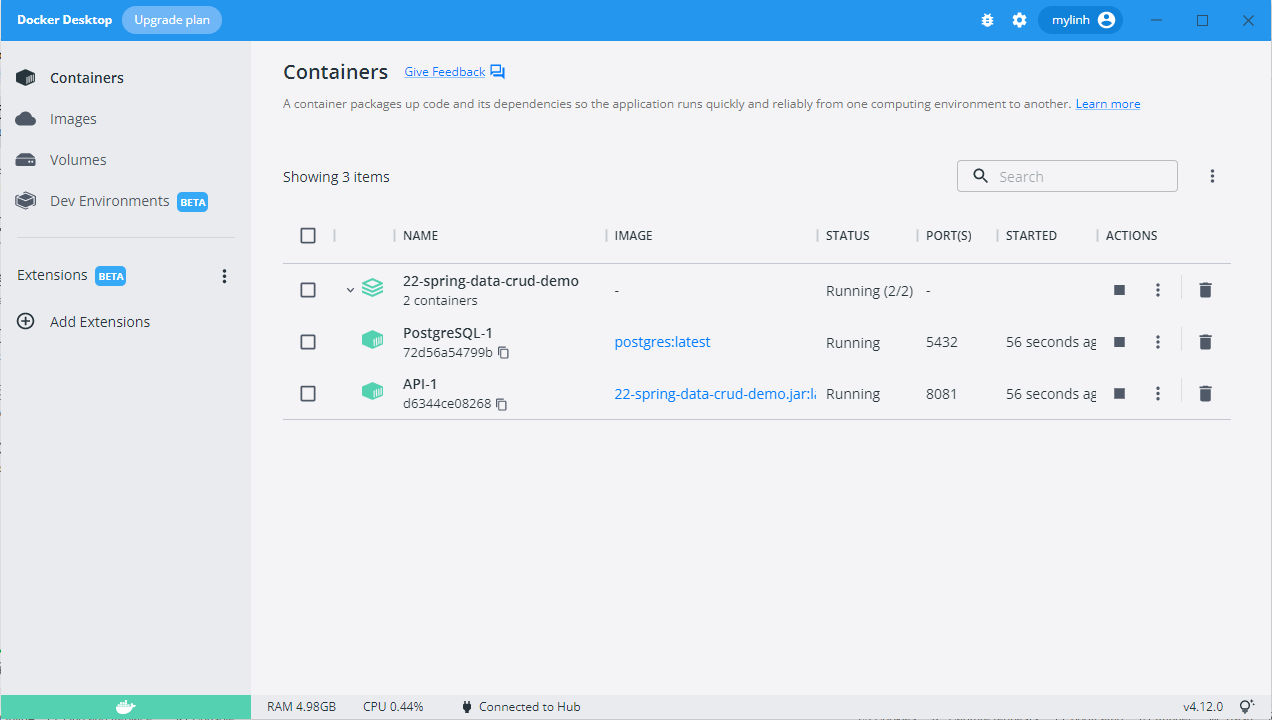 Docker Desktop Upgrade plan mylinh
Containers
Images
Volumes
Dev Environments BETA
Extensions BETA
Add Extensions
Containers Give Feedback
A container packages up code and its dependencies so the application runs quickly and reliably from one computing environment to another. Learn more
Showing 3 items Search
NAME IMAGE STATUS PORT(S) STARTED ACTIONS
22-spring-data-crud-demo - Running (2/2) -
2 containers
PostgreSQL-1 postgres:latest Running 5432 56 seconds ag
72d56a54799b
API-1 22-spring-data-crud-demo.jar:la Running 8081 56 seconds ag
d6344ce08268
RAM 4.98GB CPU 0.44% Connected to Hub v4.12.0